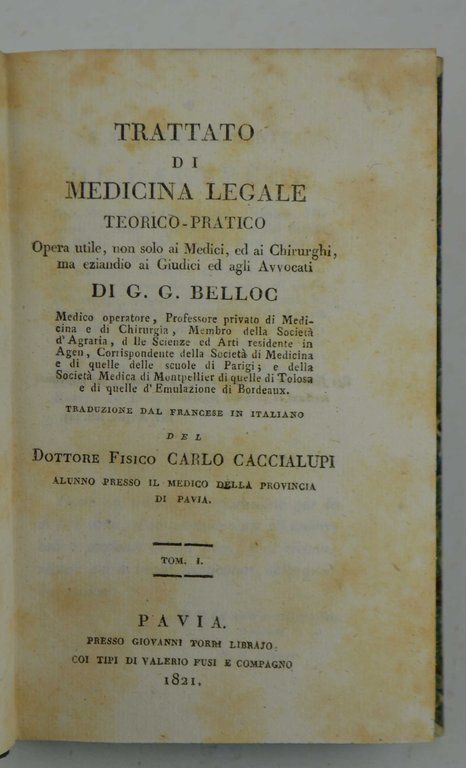 TRATTATO
DI
MEDICINA LEGALE
TEORICO-PRATICO
Opera utile, non solo ai Medici, ed ai Chirurghi,
ma eziandio ai Giudici ed agli Avvocati
DI G. G. BELLOC
Medico operatore, Professore privato di Medi-
cina e di Chirurgia, Membro della Società
d'Agraria, d lle Scienze ed Arti residente in
Agen, Corrispondente della Società di Medicina
e di quelle delle scuole di Parigi; e della
Società Medica di Montpellier di quelle di Tolosa
e di quelle d'Emulazione di Bordeaux.
TRADUZIONE DAL FRANCESE IN ITALIANO
DEL
DOTTORE FISICO CARLO CACCIALUPI
ALUNNO PRESSO IL MEDICO DELLA PROVINCIA
DI PAVIA.
TOM. I.
PAVIA.
PRESSO GIOVANNI TORRI LIBRAJO.
COI TIPI DI VALERIO FUSI E COMPAGNO
1821.